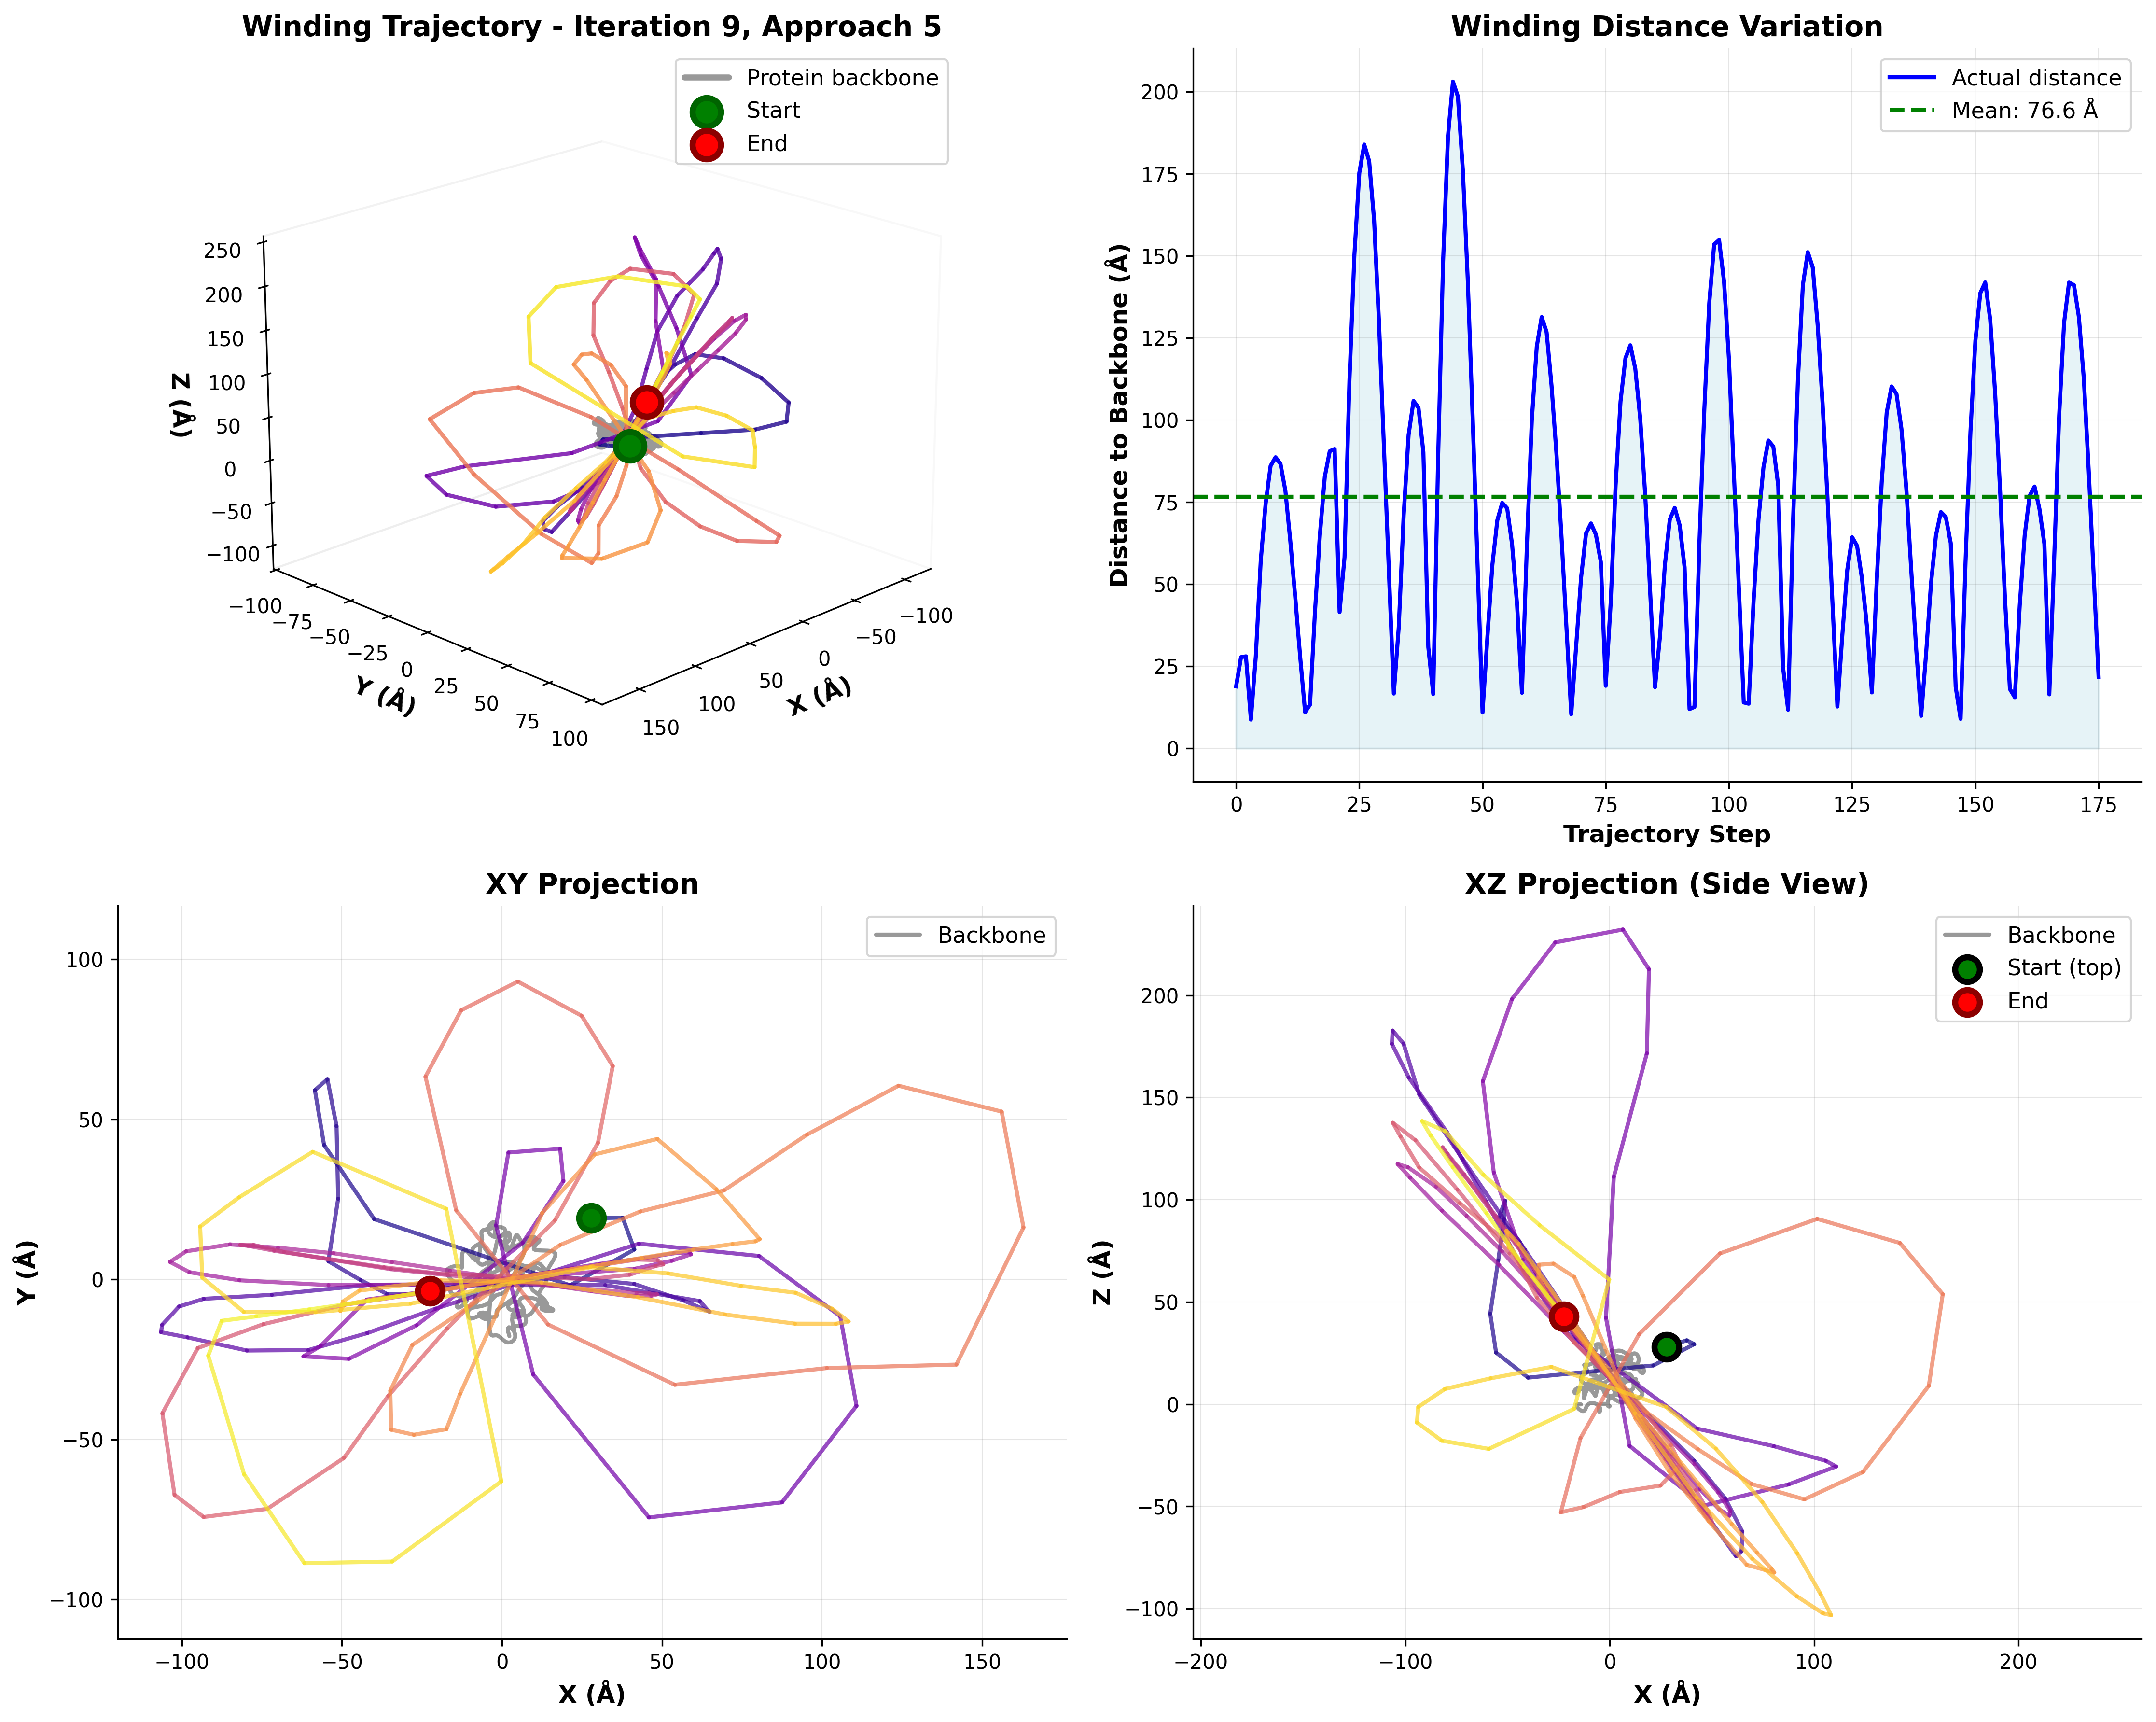 Winding Trajectory - Iteration 9, Approach 5
Protein backbone
Start
End
250
200
150
100
50
0
−50
−100
Z (Å)
−100
−75
−50
−25
0
25
50
75
100
Y (Å)
150
100
50
0
−50
−100
X (Å)
Winding Distance Variation
Actual distance
Mean: 76.6 Å
200
175
150
125
100
75
50
25
0
Distance to Backbone (Å)
0
25
50
75
100
125
150
175
Trajectory Step
XY Projection
Backbone
100
50
0
−50
−100
Y (Å)
−100
−50
0
50
100
150
X (Å)
XZ Projection (Side View)
Backbone
Start (top)
End
200
150
100
50
0
−50
−100
Z (Å)
−200
−100
0
100
200
X (Å)